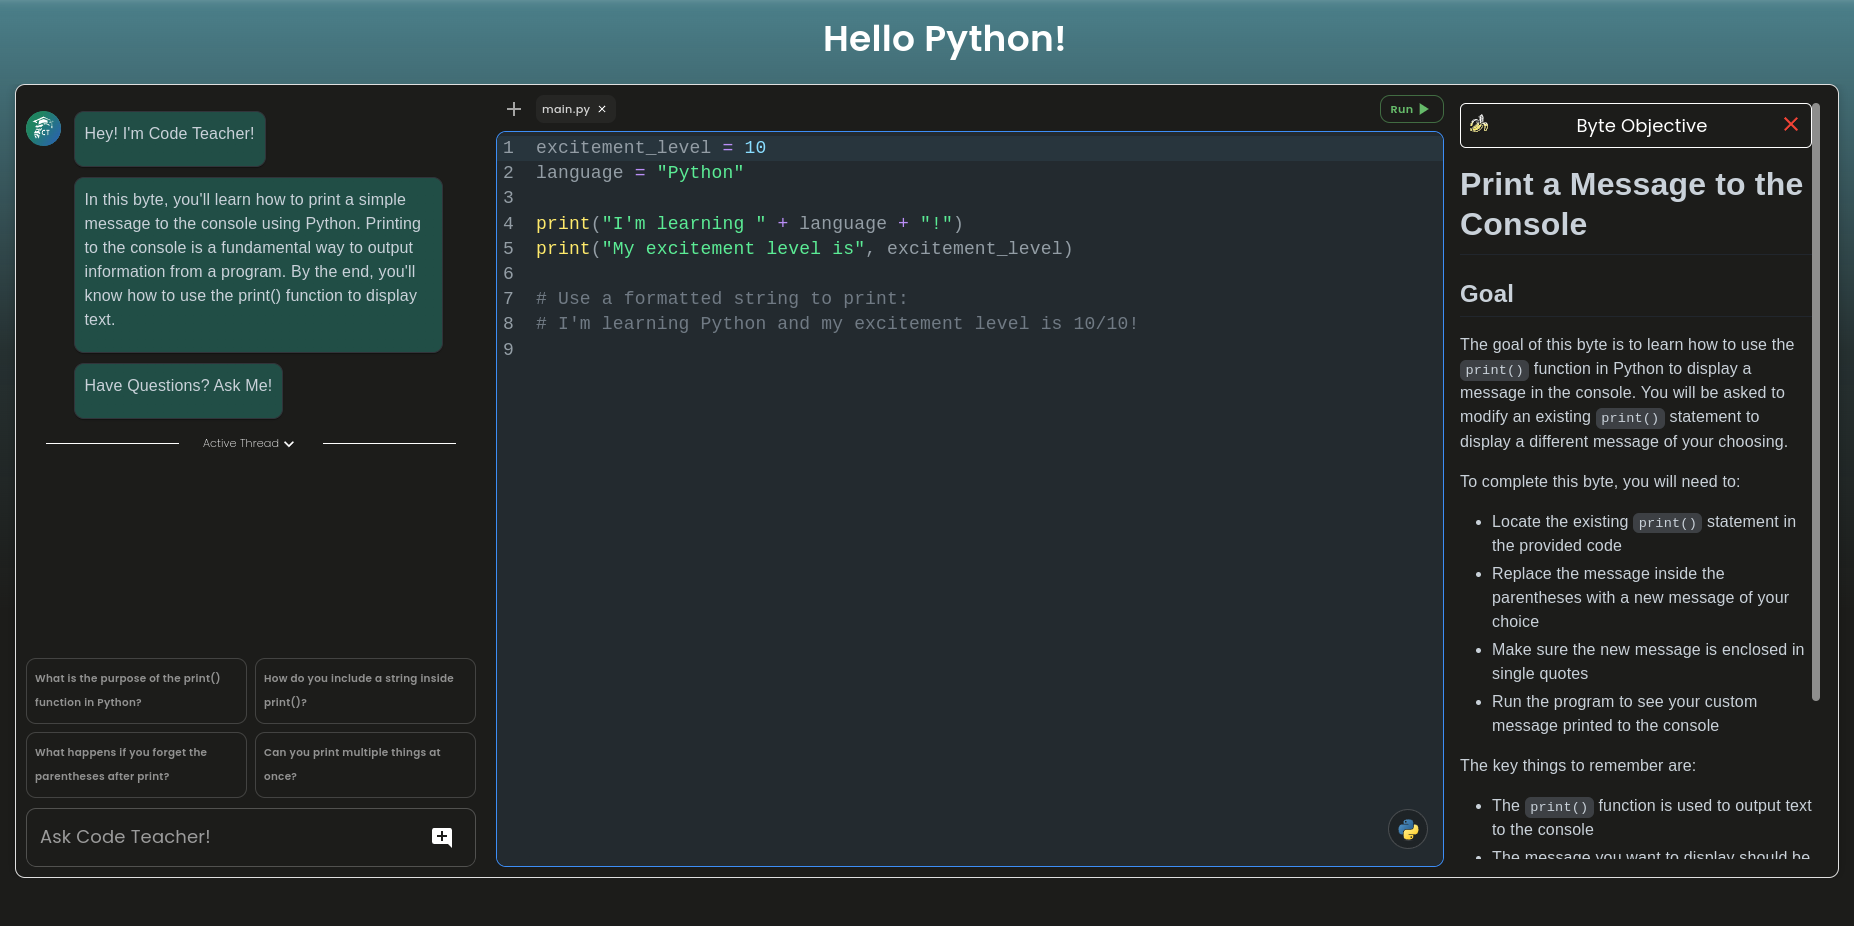 Hello Python!
CT
Hey! I'm Code Teacher!
In this byte, you'll learn how to print a simple
message to the console using Python. Printing
to the console is a fundamental way to output
information from a program. By the end, you'll
know how to use the print() function to display
text.
Have Questions? Ask Me!
Active Thread
What is the purpose of the print()
function in Python?
How do you include a string inside
print()?
What happens if you forget the
parentheses after print?
Can you print multiple things at
once?
Ask Code Teacher!
main.py
Run
1 excitement_level = 10
2 language = "Python"
3
4 print("I'm learning " + language + "!")
5 print("My excitement level is", excitement_level)
6
7 # Use a formatted string to print:
8 # I'm learning Python and my excitement level is 10/10!
9
Byte Objective
Print a Message to the
Console
Goal
The goal of this byte is to learn how to use the
print() function in Python to display a
message in the console. You will be asked to
modify an existing print() statement to
display a different message of your choosing.
To complete this byte, you will need to:
• Locate the existing print() statement in
the provided code
• Replace the message inside the
parentheses with a new message of your
choice
• Make sure the new message is enclosed in
single quotes
• Run the program to see your custom
message printed to the console
The key things to remember are:
• The print() function is used to output text
to the console
• The message you want to display should be